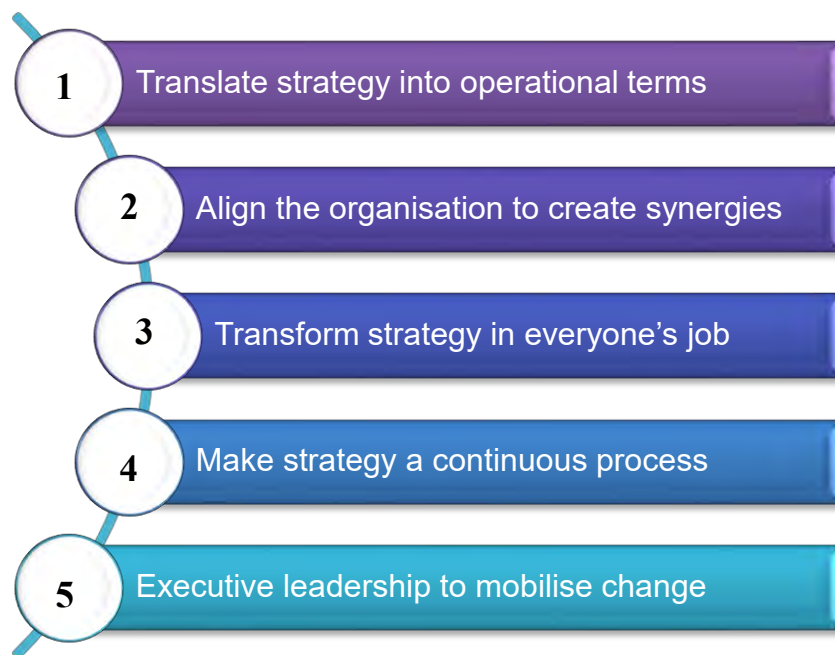 1
Translate strategy into operational terms
2
Align the organisation to create synergies
3
Transform strategy in everyone’s job
4
Make strategy a continuous process
5
Executive leadership to mobilise change